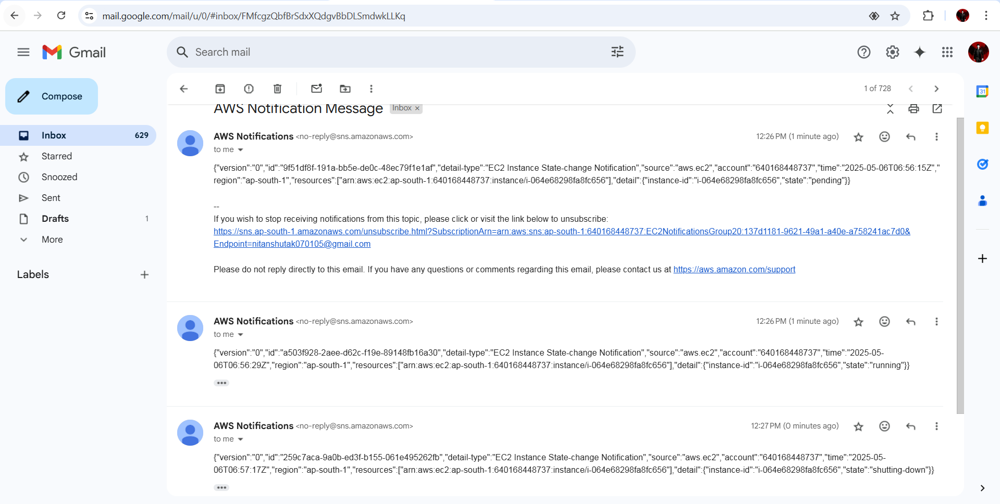 mail.google.com/mail/u/0/#inbox/FMfcgzQbfBrSdxXQdgvBbDLSmdwkLLKq
Gmail
Search mail
Compose
Inbox 629
Starred
Snoozed
Sent
Drafts 1
More
Labels
1 of 728
31
AWS Notification Message Inbox ×
AWS Notifications <no-reply@sns.amazonaws.com> 12:26 PM (1 minute ago)
to me
{"version":"0","id":"9f51df8f-191a-bb5e-de0c-48ec79f1e1af","detail-type":"EC2 Instance State-change Notification","source":"aws.ec2","account":"640168448737","time":"2025-05-06T06:56:15Z","
region":"ap-south-1","resources":["arn:aws:ec2:ap-south-1:640168448737:instance/i-064e68298fa8fc656"],"detail":{"instance-id":"i-064e68298fa8fc656","state":"pending"}}
--
If you wish to stop receiving notifications from this topic, please click or visit the link below to unsubscribe:
https://sns.ap-south-1.amazonaws.com/unsubscribe.html?SubscriptionArn=arn:aws:sns:ap-south-1:640168448737:EC2NotificationsGroup20:137d1181-9621-49a1-a40e-a758241ac7d0&
Endpoint=nitanshutak070105@gmail.com
Please do not reply directly to this email. If you have any questions or comments regarding this email, please contact us at https://aws.amazon.com/support
AWS Notifications <no-reply@sns.amazonaws.com> 12:26 PM (1 minute ago)
to me
{"version":"0","id":"a503f928-2aee-d62c-f19e-89148fb16a30","detail-type":"EC2 Instance State-change Notification","source":"aws.ec2","account":"640168448737","time":"2025-05-
06T06:56:29Z","region":"ap-south-1","resources":["arn:aws:ec2:ap-south-1:640168448737:instance/i-064e68298fa8fc656"],"detail":{"instance-id":"i-064e68298fa8fc656","state":"running"}}
AWS Notifications <no-reply@sns.amazonaws.com> 12:27 PM (0 minutes ago)
to me
{"version":"0","id":"259c7aca-9a0b-ed3f-b155-061e495262fb","detail-type":"EC2 Instance State-change Notification","source":"aws.ec2","account":"640168448737","time":"2025-05-
06T06:57:17Z","region":"ap-south-1","resources":["arn:aws:ec2:ap-south-1:640168448737:instance/i-064e68298fa8fc656"],"detail":{"instance-id":"i-064e68298fa8fc656","state":"shutting-down"}}